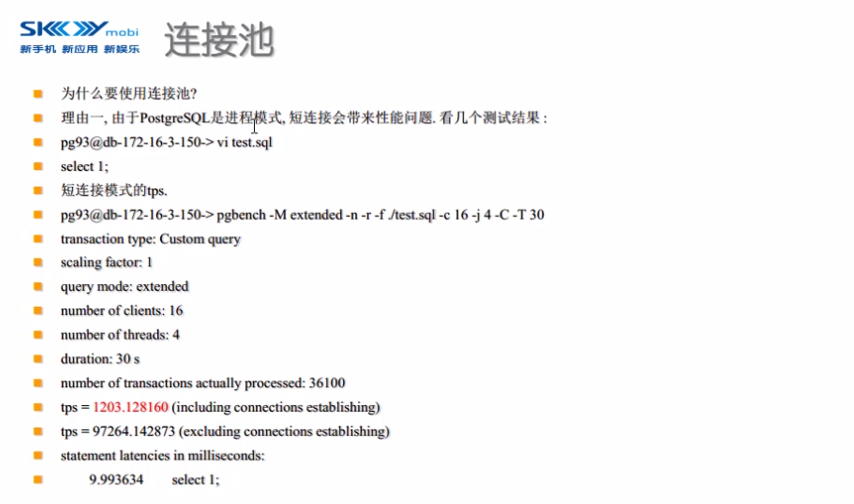 SKYmobi
新手机 新应用 新娱乐
连接池
为什么要使用连接池?
理由一, 由于PostgreSQL是进程模式, 短连接会带来性能问题. 看几个测试结果 :
pg93@db-172-16-3-150-> vi test.sql
select 1;
短连接模式的tps.
pg93@db-172-16-3-150-> pgbench -M extended -n -r -f ./test.sql -c 16 -j 4 -C -T 30
transaction type: Custom query
scaling factor: 1
query mode: extended
number of clients: 16
number of threads: 4
duration: 30 s
number of transactions actually processed: 36100
tps = 1203.128160 (including connections establishing)
tps = 97264.142873 (excluding connections establishing)
statement latencies in milliseconds:
9.993634 select 1;